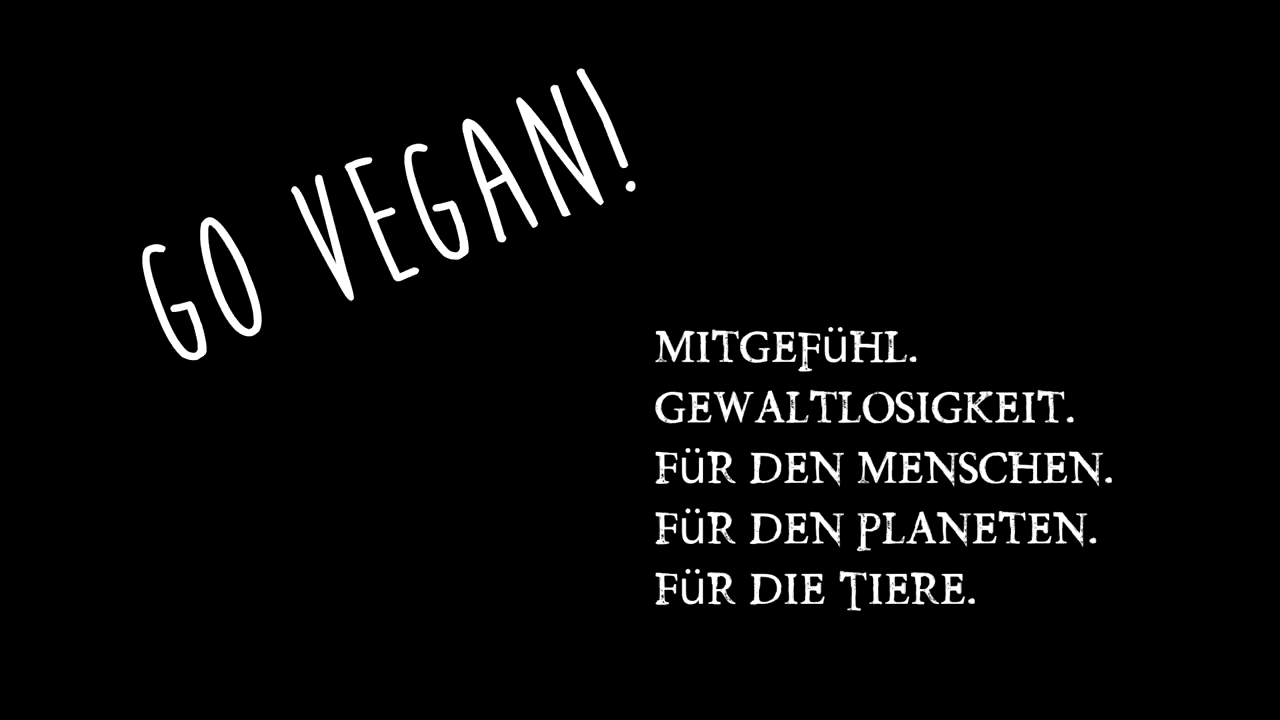 GO VEGAN!
MITGEFÜHL.
GEWALTLOSIGKEIT.
FÜR DEN MENSCHEN.
FÜR DEN PLANETEN.
FÜR DIE TIERE.